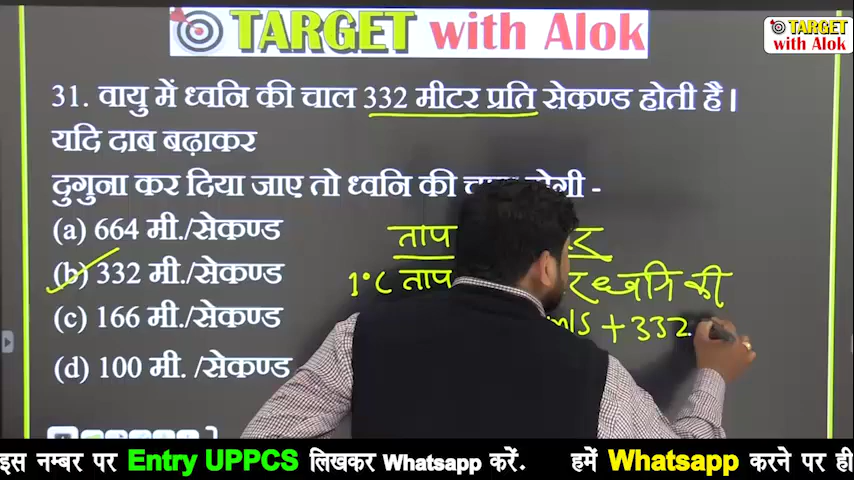 TARGET with Alok
TARGET
with Alok
31. वायु में ध्वनि की चाल 332 मीटर प्रति सेकण्ड होती है।
यदि दाब बढ़ाकर
दुगुना कर दिया जाए तो ध्वनि की
(a) 664 मी./सेकण्ड
(b) 332 मी./सेकण्ड
(c) 166 मी./सेकण्ड
(d) 100 मी. /सेकण्ड
ताप
1°C ताप ध्वनि की
m/s + 332
इस नम्बर पर Entry UPPCS लिखकर Whatsapp करें. हमें Whatsapp करने पर ही